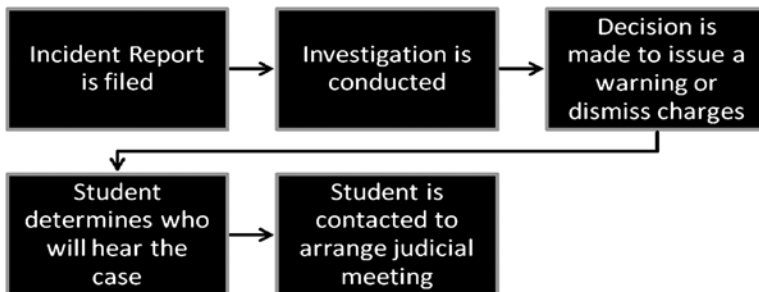 Incident Report
is filed
Investigation is
conducted
Decision is
made to issue a
warning or
dismiss charges
Student
determines who
will hear the
case
Student is
contacted to
arrange judicial
meeting